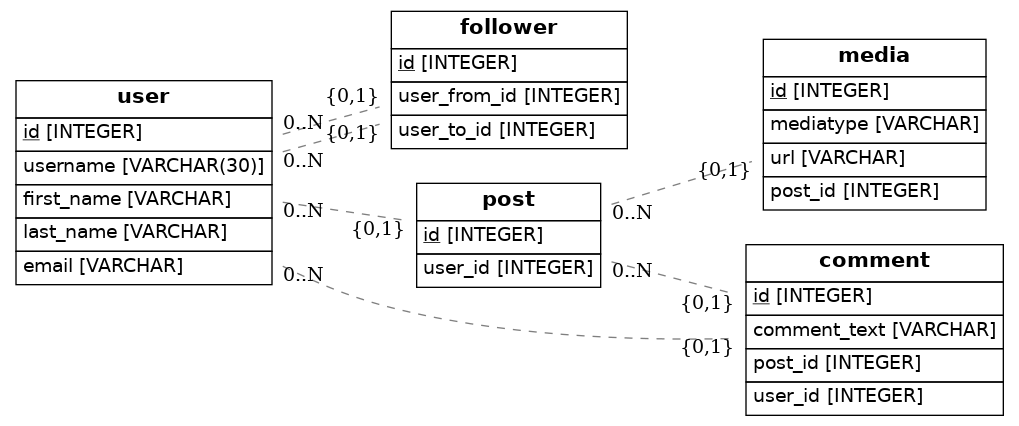 follower
id [INTEGER]
user_from_id [INTEGER]
user_to_id [INTEGER]
media
id [INTEGER]
mediatype [VARCHAR]
url [VARCHAR]
post_id [INTEGER]
user
id [INTEGER]
username [VARCHAR(30)]
first_name [VARCHAR]
last_name [VARCHAR]
email [VARCHAR]
{0,1}
0..N
{0,1}
0..N
0..N
{0,1}
0..N
{0,1}
post
id [INTEGER]
user_id [INTEGER]
{0,1}
0..N
0..N
{0,1}
comment
id [INTEGER]
comment_text [VARCHAR]
post_id [INTEGER]
user_id [INTEGER]